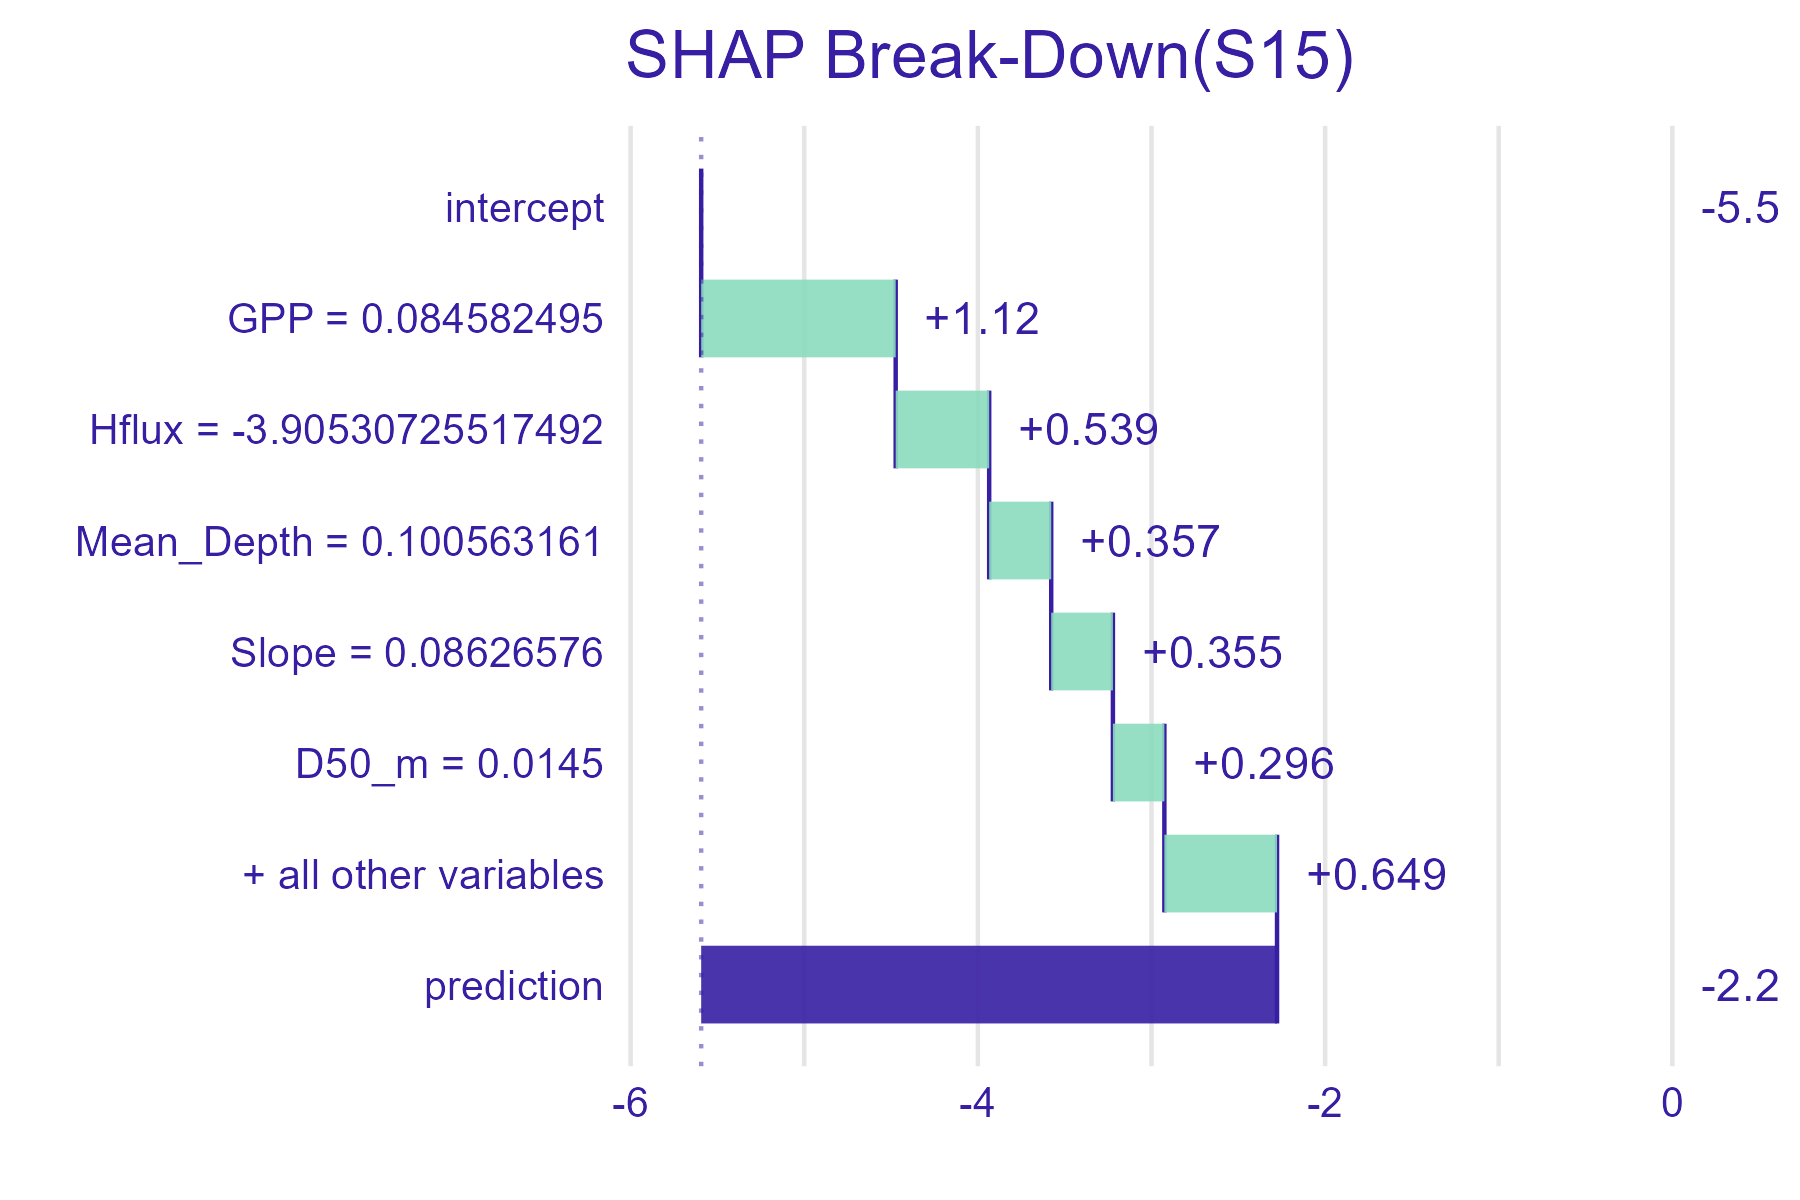 SHAP Break-Down(S15)
intercept
-5.5
GPP = 0.084582495
+1.12
Hflux = -3.90530725517492
+0.539
Mean_Depth = 0.100563161
+0.357
Slope = 0.08626576
+0.355
D50_m = 0.0145
+0.296
+ all other variables
+0.649
prediction
-2.2
-6 -4 -2 0